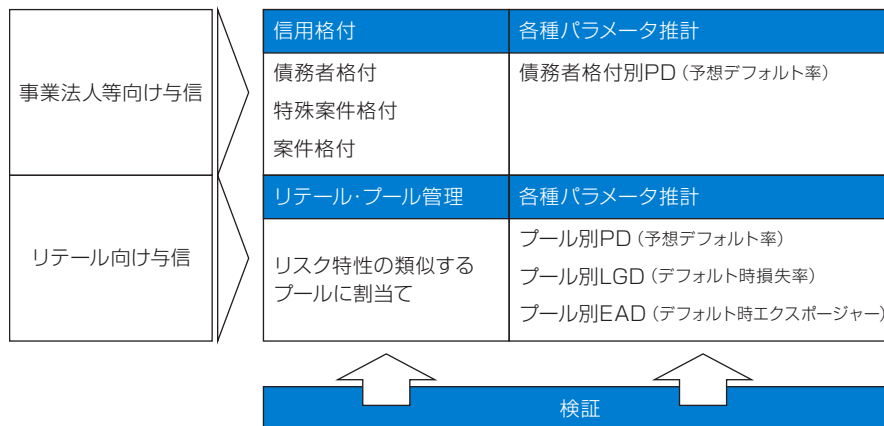 事業法人等向け与信
信用格付
各種パラメータ推計
債務者格付
特殊案件格付
案件格付
債務者格付別PD（予想デフォルト率）
リテール向け与信
リテール・プール管理
各種パラメータ推計
リスク特性の類似する
プールに割当て
プール別PD（予想デフォルト率）
プール別LGD（デフォルト時損失率）
プール別EAD（デフォルト時エクスポージャー）
検証